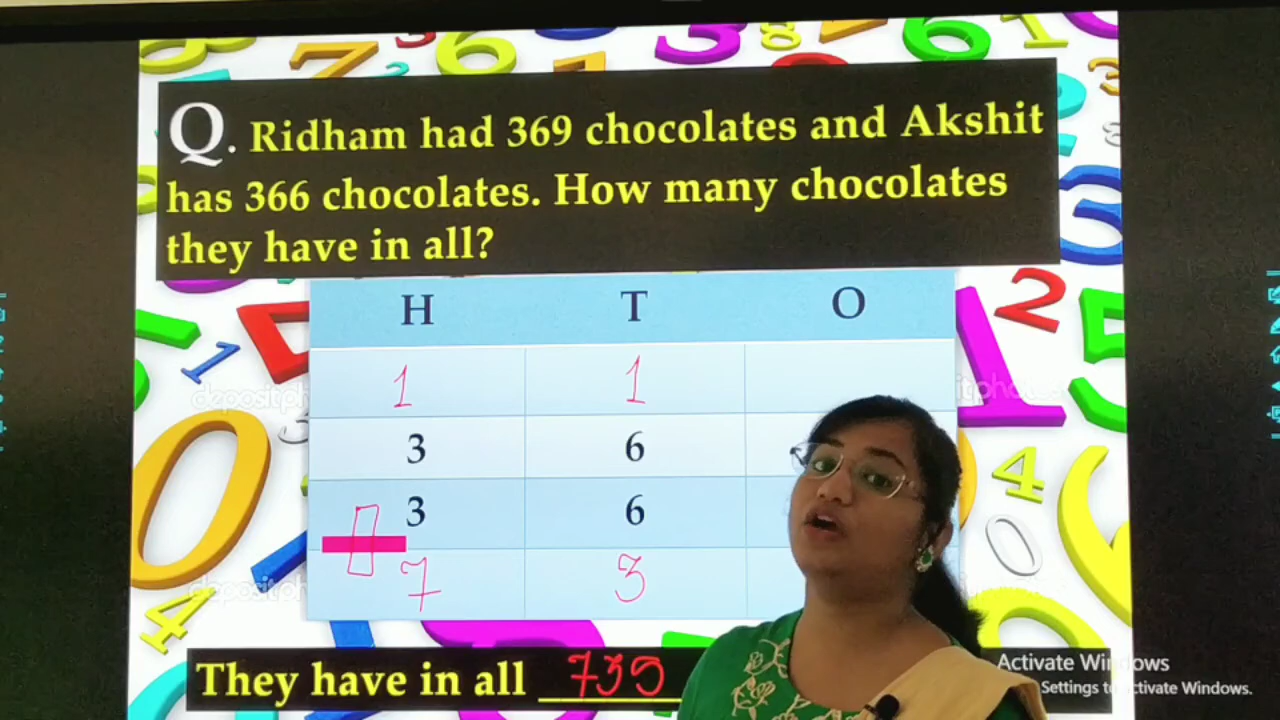 Q. Ridham had 369 chocolates and Akshit
has 366 chocolates. How many chocolates
they have in all?
H T O
1 1
3 6
3 6
7 3
They have in all 735
Activate Windows
Settings to activate Windows.